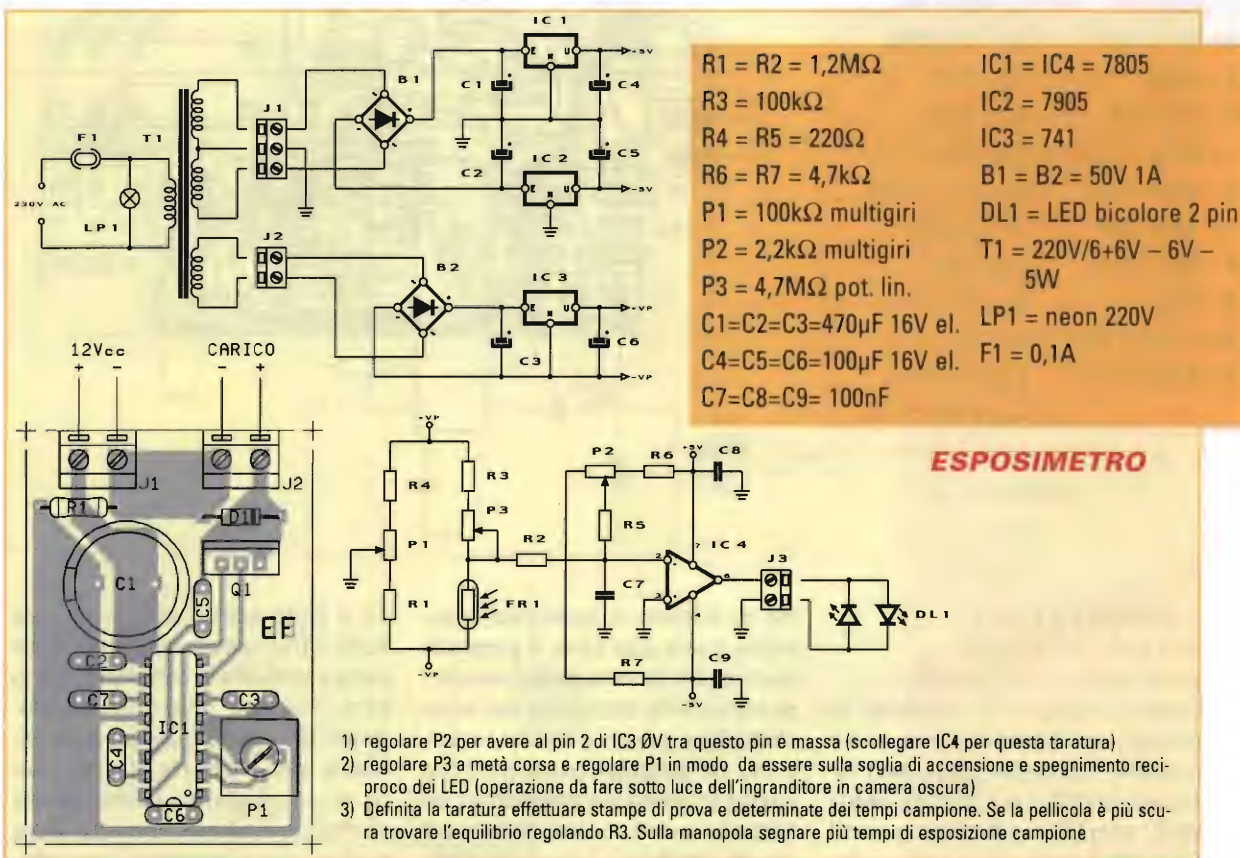 IC 1
E
U
M
-5V
B1
C1
C4
J1
F1
T1
230V AC
LP1
C2
C5
IC 2
-5V
J2
B2
IC 3
E
U
M
-VP
C3
C6
-VP
R1 = R2 = 1,2MΩ
R3 = 100kΩ
R4 = R5 = 220Ω
R6 = R7 = 4,7kΩ
P1 = 100kΩ multigiri
P2 = 2,2kΩ multigiri
P3 = 4,7MΩ pot. lin.
C1=C2=C3=470µF 16V el.
C4=C5=C6=100µF 16V el.
C7=C8=C9= 100nF
IC1 = IC4 = 7805
IC2 = 7905
IC3 = 741
B1 = B2 = 50V 1A
DL1 = LED bicolore 2 pin
T1 = 220V/6+6V – 6V –
5W
LP1 = neon 220V
F1 = 0,1A
ESPOSIMETRO
12Vcc
+ -
CARICO
- +
J1
J2
R1
D1
C1
Q1
C5
EF
C2
C7
IC1
C3
C4
C6
P1
-VP
R4
R3
P1
P3
R2
R1
FR1
-VP
P2
R6
+5V
C8
R5
7
IC 4
2
3
6
4
C7
J3
DL1
R7
C9
-5V
1) regolare P2 per avere al pin 2 di IC3 ØV tra questo pin e massa (scollegare IC4 per questa taratura)
2) regolare P3 a metà corsa e regolare P1 in modo da essere sulla soglia di accensione e spegnimento reci-
proco dei LED (operazione da fare sotto luce dell'ingranditore in camera oscura)
3) Definita la taratura effettuare stampe di prova e determinate dei tempi campione. Se la pellicola è più scu-
ra trovare l'equilibrio regolando R3. Sulla manopola segnare più tempi di esposizione campione